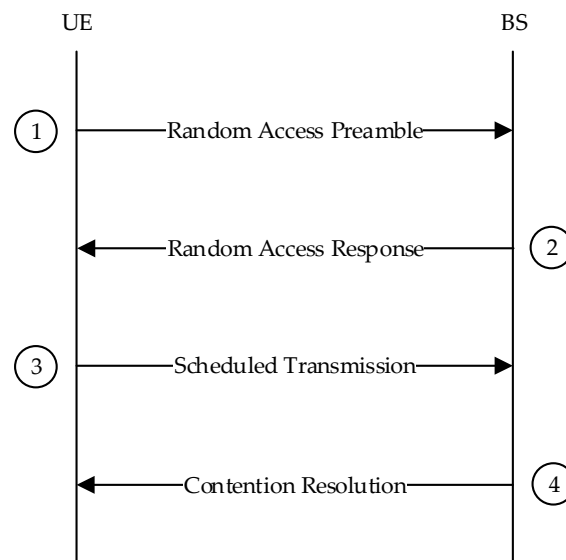 UE
BS
1
Random Access Preamble
Random Access Response
2
3
Scheduled Transmission
Contention Resolution
4